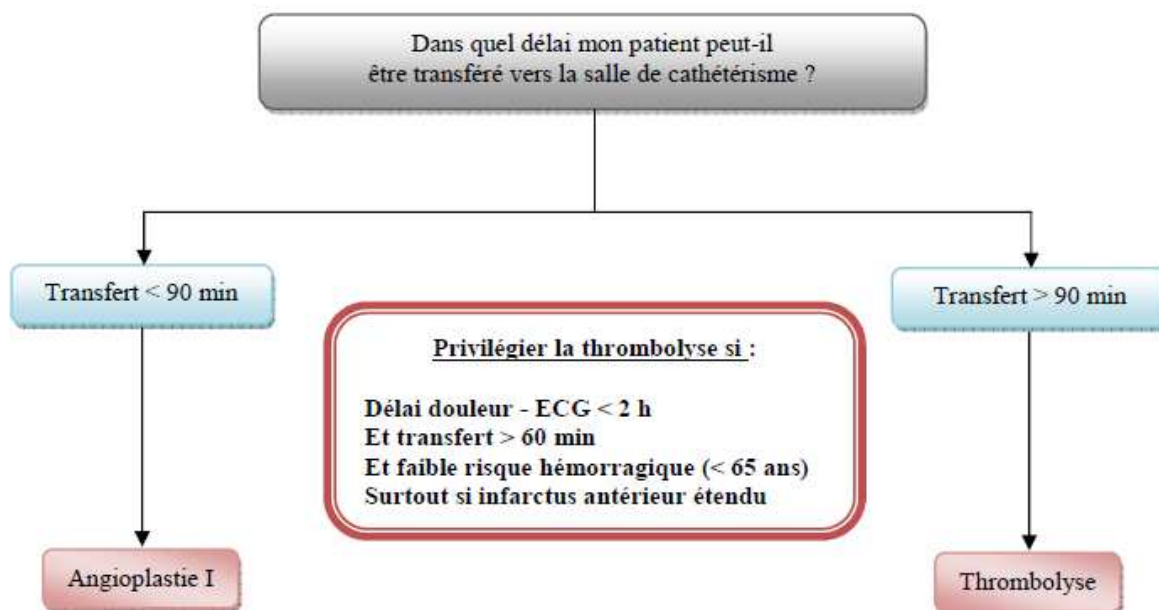 Dans quel délai mon patient peut-il
être transféré vers la salle de cathétérisme ?
Transfert < 90 min
Transfert > 90 min
Privilégier la thrombolyse si :
Délai douleur - ECG < 2 h
Et transfert > 60 min
Et faible risque hémorragique (< 65 ans)
Surtout si infarctus antérieur étendu
Angioplastie I
Thrombolyse